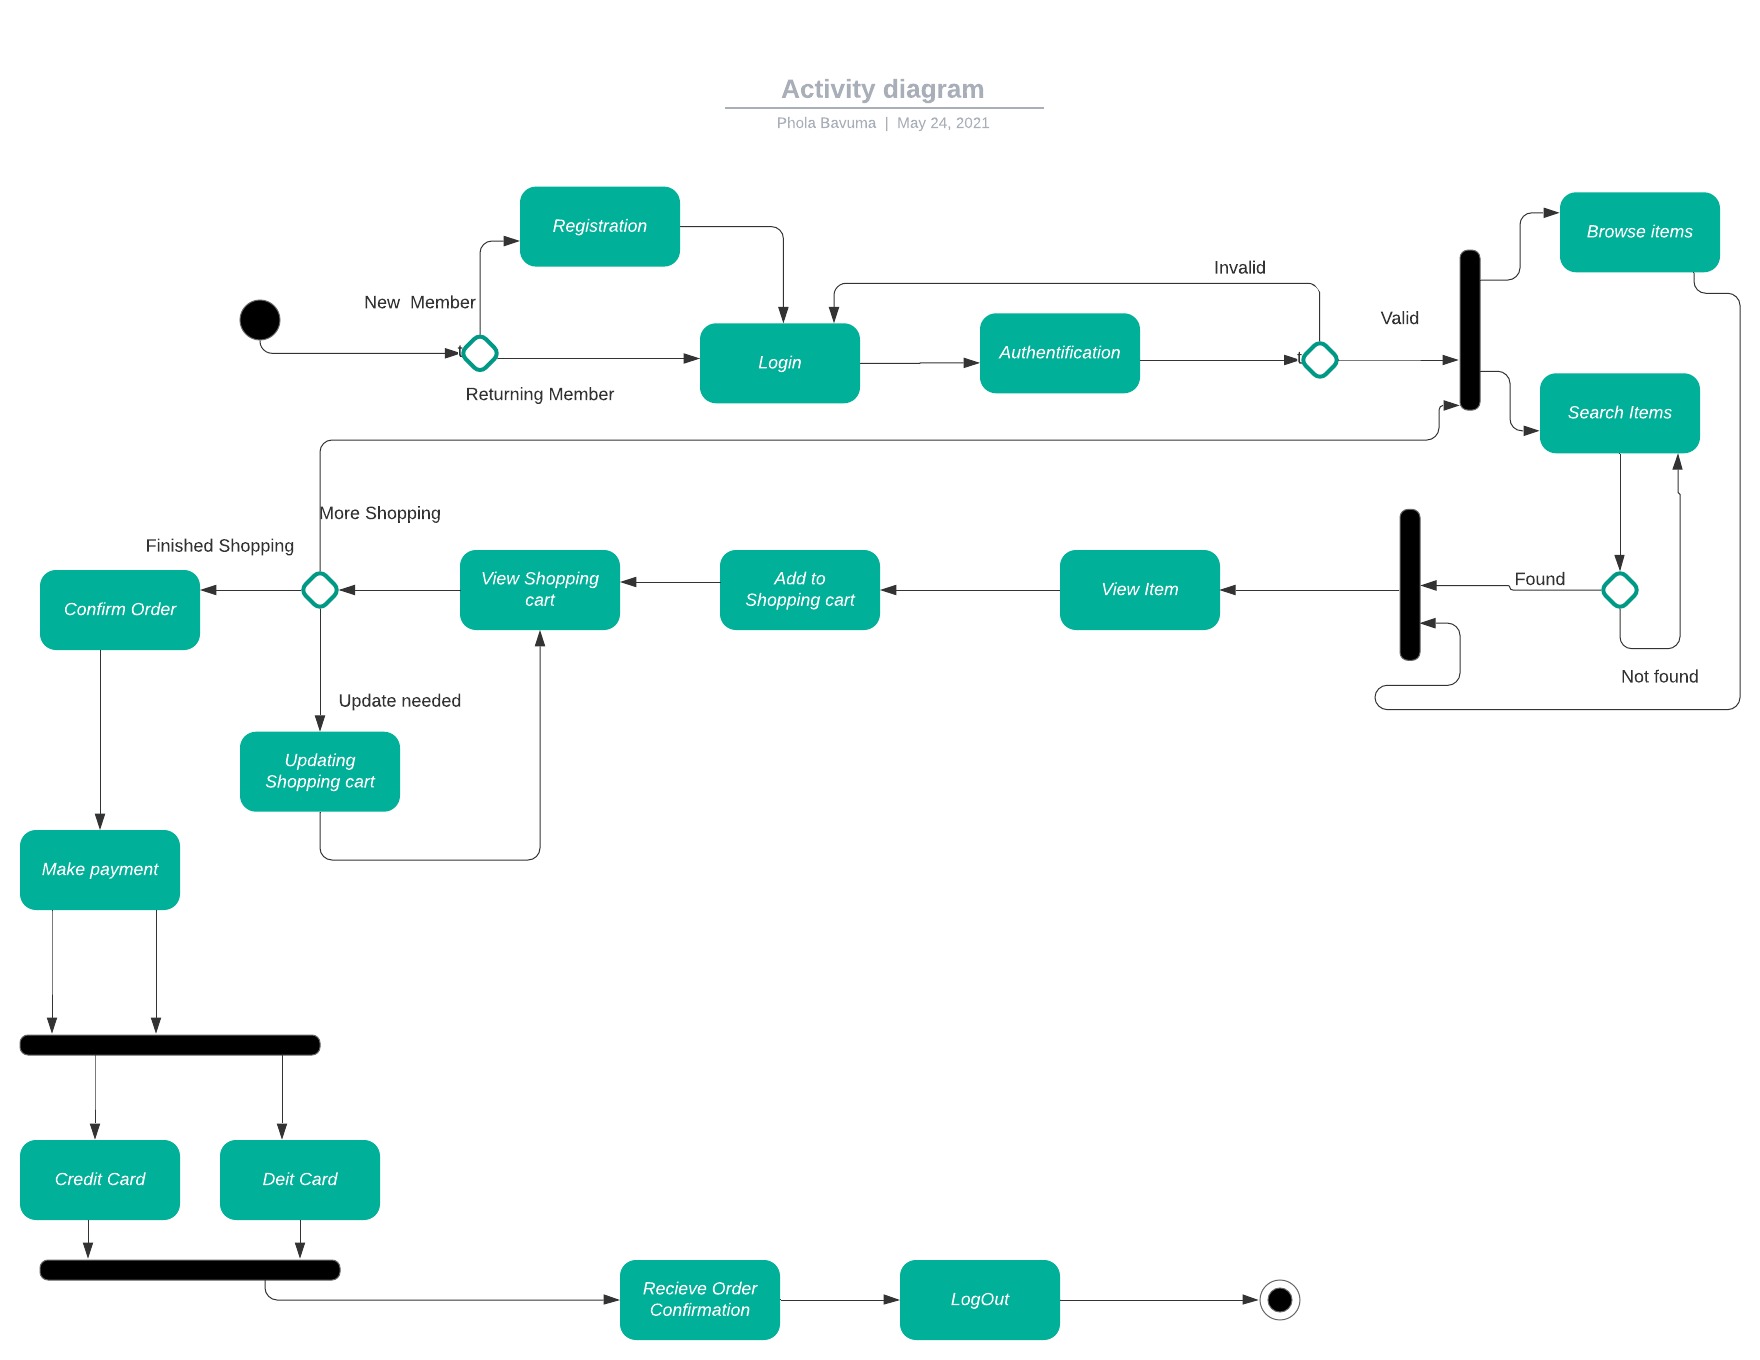 Activity diagram
Phola Bavuma | May 24, 2021
Registration
Browse items
Invalid
New Member
Valid
t
Login
Authentification
t
Returning Member
Search Items
More Shopping
Finished Shopping
View Shopping
cart
Add to
Shopping cart
View Item
Found
Confirm Order
Not found
Update needed
Updating
Shopping cart
Make payment
Credit Card
Deit Card
Recieve Order
Confirmation
LogOut